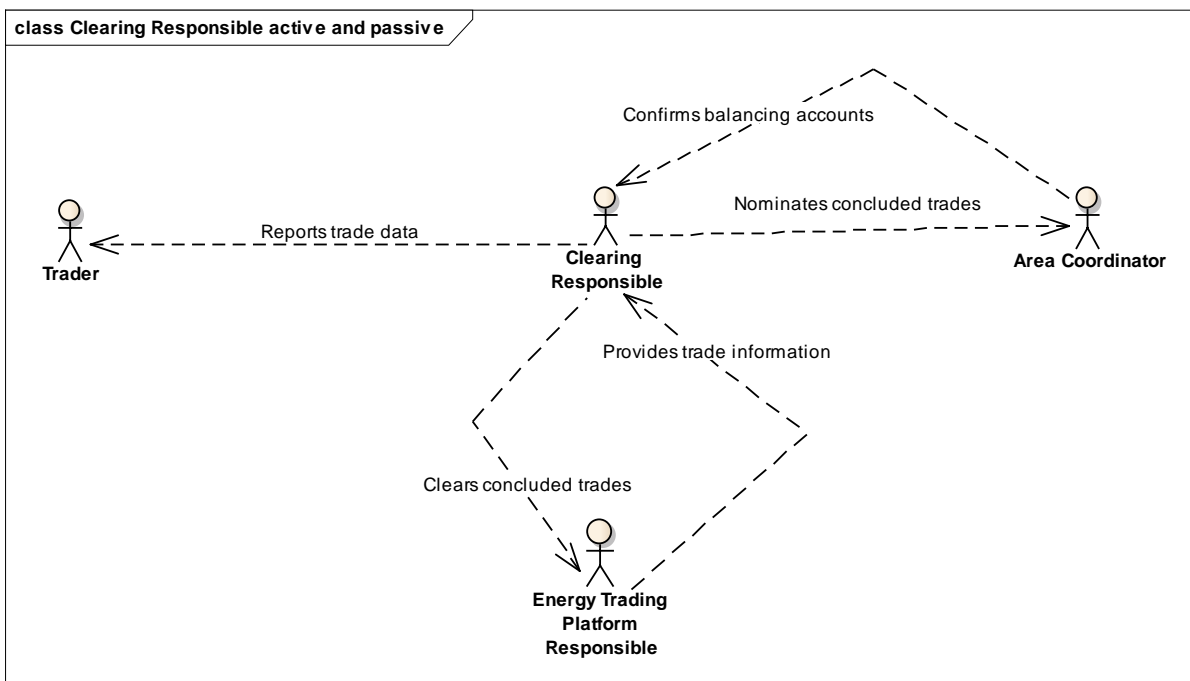 class Clearing Responsible active and passive
Confirms balancing accounts
Nominates concluded trades
Reports trade data
Trader
Clearing
Responsible
Area Coordinator
Provides trade information
Clears concluded trades
Energy Trading
Platform
Responsible